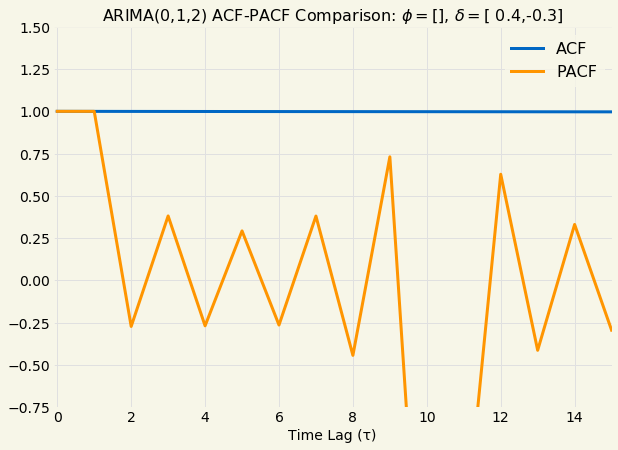 ARIMA(0,1,2) ACF-PACF Comparison: ϕ = [], δ = [ 0.4,-0.3]
1.50
1.25
1.00
0.75
0.50
0.25
0.00
−0.25
−0.50
−0.75
ACF
PACF
0 2 4 6 8 10 12 14
Time Lag (τ)